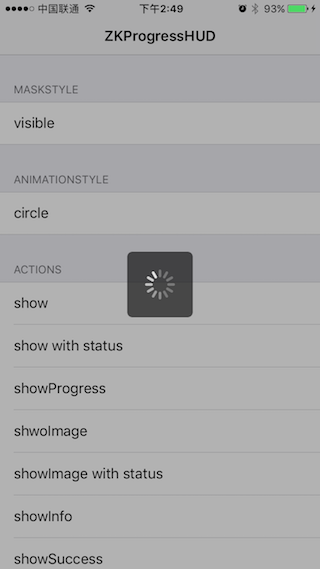 中国联通 下午2:49 93%
ZKProgressHUD
MASKSTYLE
visible
ANIMATIONSTYLE
circle
ACTIONS
show
show with status
showProgress
shwoImage
showImage with status
showInfo
showSuccess